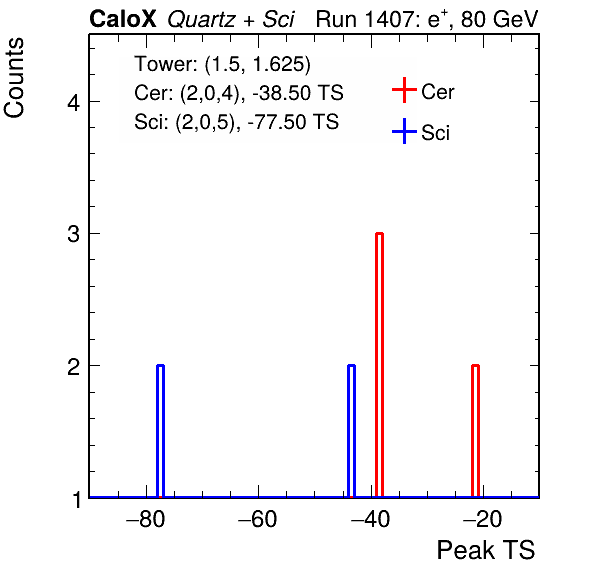 CaloX Quartz + Sci Run 1407: e+, 80 GeV
Counts
Tower: (1.5, 1.625)
Cer: (2,0,4), -38.50 TS
Sci: (2,0,5), -77.50 TS
Cer
Sci
4
3
2
1
−80 −60 −40 −20
Peak TS